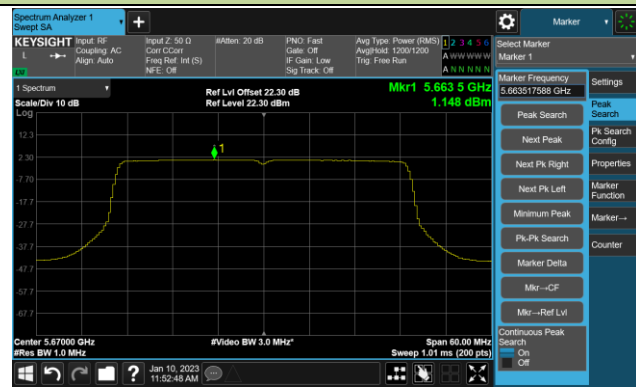 Spectrum Analyzer 1
Swept SA
Marker
KEYSIGHT
L
Input: RF
Coupling: AC
Align: Auto
Input Z: 50 Ω
Corr CCorr
Freq Ref: Int (S)
NFE: Off
#Atten: 20 dB
PNO: Fast
Gate: Off
IF Gain: Low
Sig Track: Off
Avg Type: Power (RMS)
Avg|Hold: 1200/1200
Trig: Free Run
1 2 3 4 5 6
A W W W W W
A N N N N N
Select Marker
Marker 1
1 Spectrum
Scale/Div 10 dB
Log
Ref Lvl Offset 22.30 dB
Ref Level 22.30 dBm
Mkr1 5.663 5 GHz
1.148 dBm
12.3
2.30
-7.70
-17.7
-27.7
-37.7
-47.7
-57.7
-67.7
1
Center 5.67000 GHz
#Res BW 1.0 MHz
#Video BW 3.0 MHz*
Span 60.00 MHz
Sweep 1.01 ms (200 pts)
Marker Frequency
5.663517588 GHz
Peak Search
Next Peak
Next Pk Right
Next Pk Left
Minimum Peak
Pk-Pk Search
Marker Delta
Mkr→CF
Mkr→Ref Lvl
Continuous Peak
Search
On
Off
Settings
Peak
Search
Pk Search
Config
Properties
Marker
Function
Marker→
Counter
?
Jan 10, 2023
11:52:48 AM